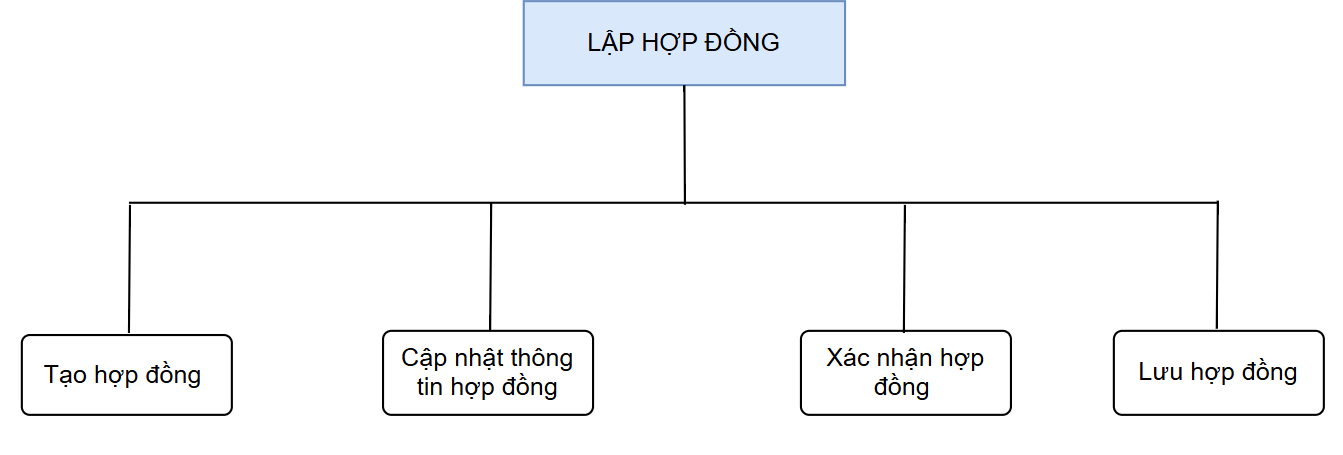 LẬP HỢP ĐỒNG
Tạo hợp đồng
Cập nhật thông
tin hợp đồng
Xác nhận hợp
đồng
Lưu hợp đồng